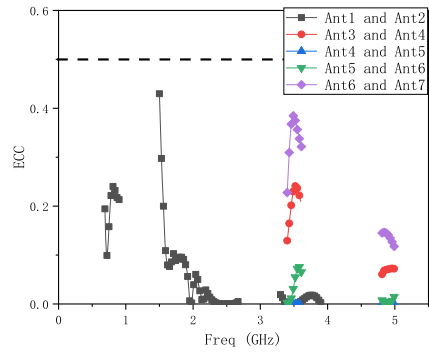 0.6
Ant1 and Ant2
Ant3 and Ant4
Ant4 and Ant5
Ant5 and Ant6
Ant6 and Ant7
0.4
ECC
0.2
0.0
0
1
2
3
4
5
Freq (GHz)